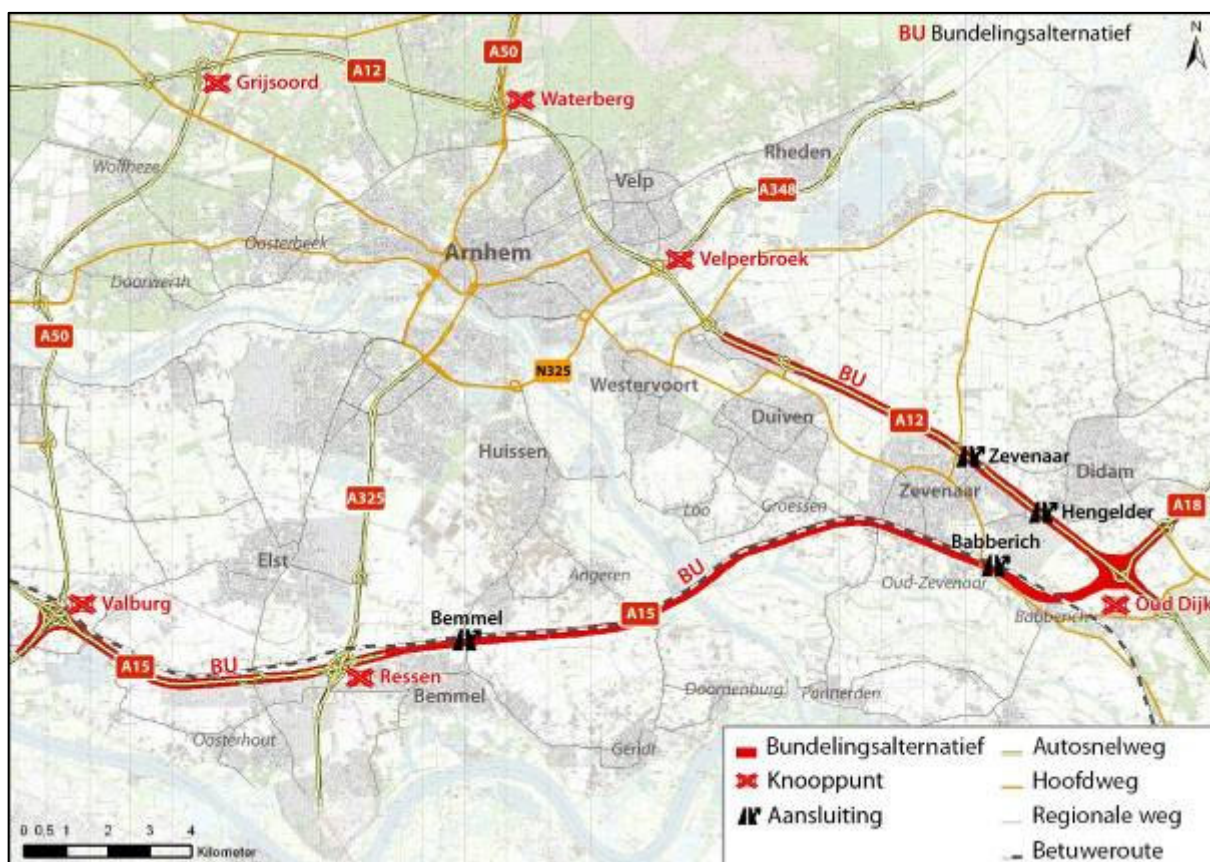 BU Bundelingsalternatief
N
A50
A12
Grijsoord
Waterberg
Wolfheze
Velp
Rheden
A348
Oosterbeek
Arnhem
Velperbroek
Doorwerth
A50
N325
Westervoort
BU
Duiven
A12
Huissen
Zevenaar
Didam
A325
Zevenaar
Loo
Groessen
Hengelder
A18
Babberich
Elst
Angeren
BU
Oud-Zevenaar
Valburg
Bemmel
A15
Babberich
Oud Dijk
A15
BU
Ressen
Bemmel
Doornenburg
Pannerden
Oosterhout
Gendt
Bundelingsalternatief
Knooppunt
Aansluiting
Autosnelweg
Hoofdweg
Regionale weg
Betuweroute
0 0,5 1 2 3 4
Kilometer